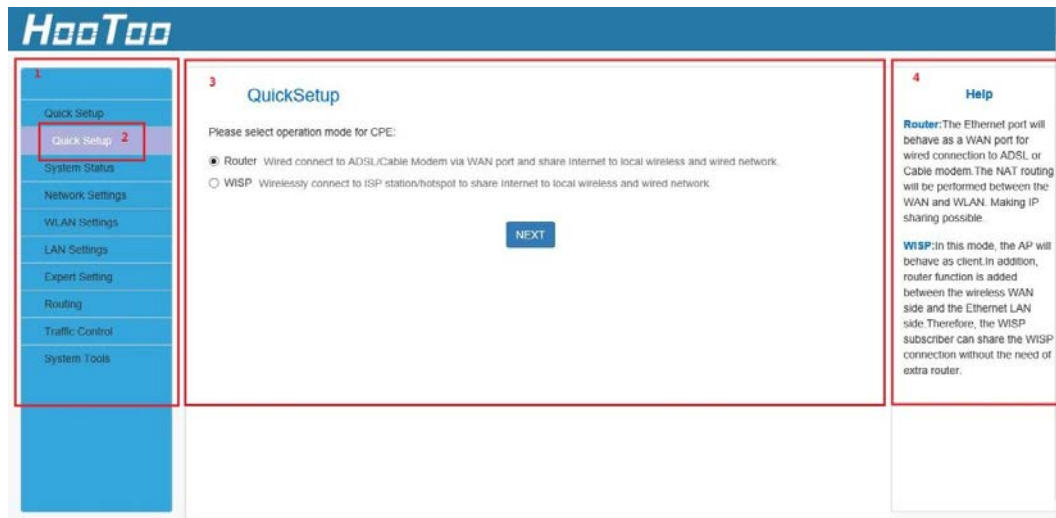 HooToo
1
Quick Setup
Quick Setup 2
System Status
Network Settings
WLAN Settings
LAN Settings
Expert Setting
Routing
Traffic Control
System Tools
3
QuickSetup
Please select operation mode for CPE:
Router Wired connect to ADSL/Cable Modem via WAN port and share Internet to local wireless and wired network.
WISP Wirelessly connect to ISP station/hotspot to share Internet to local wireless and wired network.
NEXT
4
Help
Router:The Ethernet port will
behave as a WAN port for
wired connection to ADSL or
Cable modem.The NAT routing
will be performed between the
WAN and WLAN. Making IP
sharing possible.
WISP:In this mode, the AP will
behave as client.In addition,
router function is added
between the wireless WAN
side and the Ethernet LAN
side.Therefore, the WISP
subscriber can share the WISP
connection without the need of
extra router.